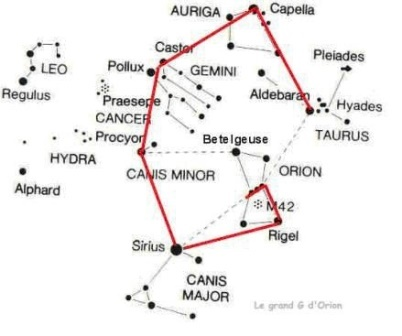 AURIGA
Capella
Castor
Pollux
GEMINI
Pleiades
LEO
Regulus
Praesepe
CANCER
Aldebaran
Hyades
TAURUS
Procyon
HYDRA
Betelgeuse
CANIS MINOR
ORION
Alphard
M42
Rigel
Sirius
CANIS
MAJOR
Le grand G d'Orion